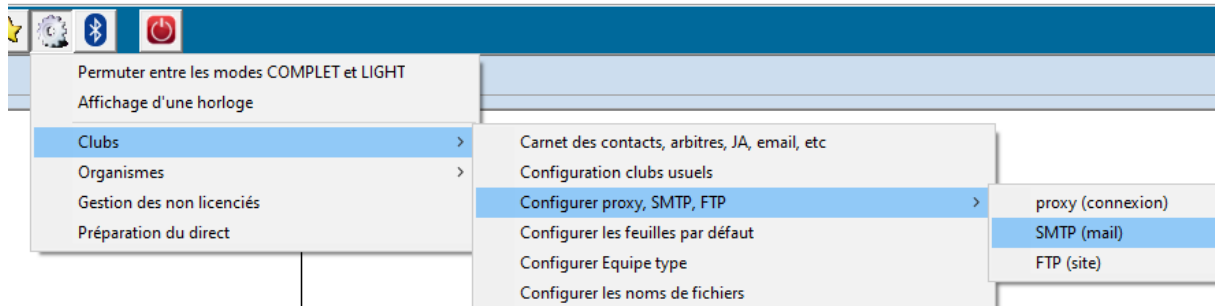 Permuter entre les modes COMPLET et LIGHT
Affichage d'une horloge
Clubs
Organismes
Gestion des non licenciés
Préparation du direct
Carnet des contacts, arbitres, JA, email, etc
Configuration clubs usuels
Configurer proxy, SMTP, FTP
Configurer les feuilles par défaut
Configurer Equipe type
Configurer les noms de fichiers
proxy (connexion)
SMTP (mail)
FTP (site)